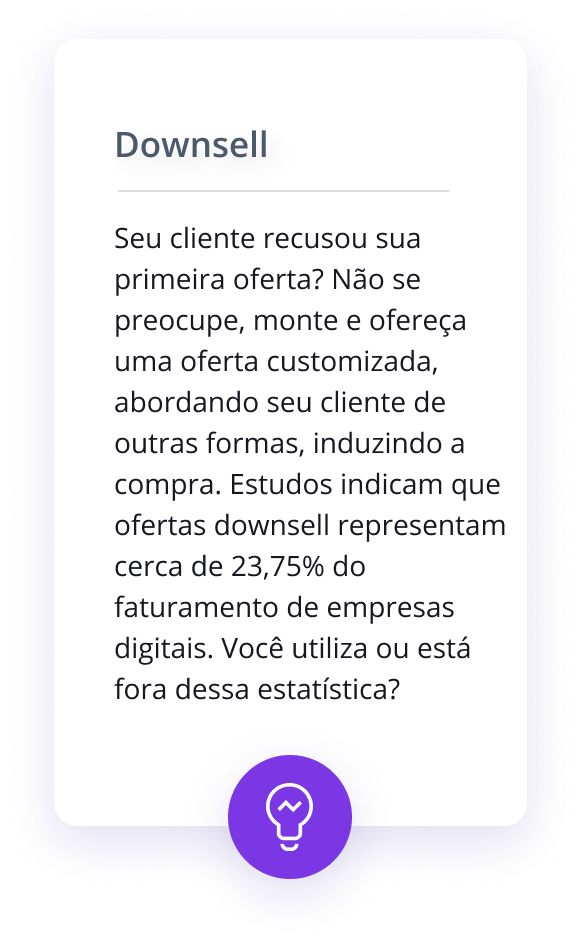 Downsell
Seu cliente recusou sua
primeira oferta? Não se
preocupe, monte e ofereça
uma oferta customizada,
abordando seu cliente de
outras formas, induzindo a
compra. Estudos indicam que
ofertas downsell representam
cerca de 23,75% do
faturamento de empresas
digitais. Você utiliza ou está
fora dessa estatística?